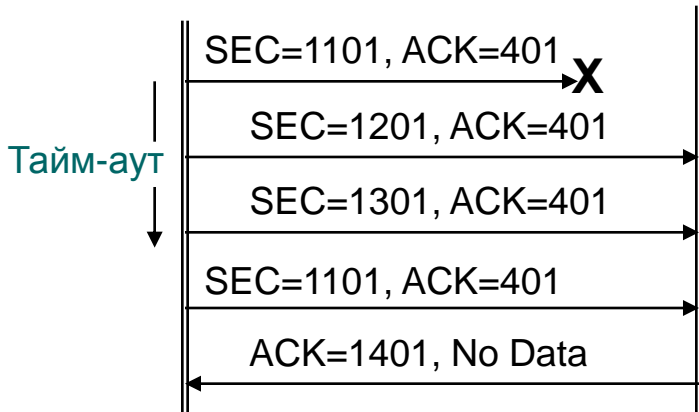 SEC=1101, ACK=401
X
SEC=1201, ACK=401
Тайм-аут
SEC=1301, ACK=401
SEC=1101, ACK=401
ACK=1401, No Data